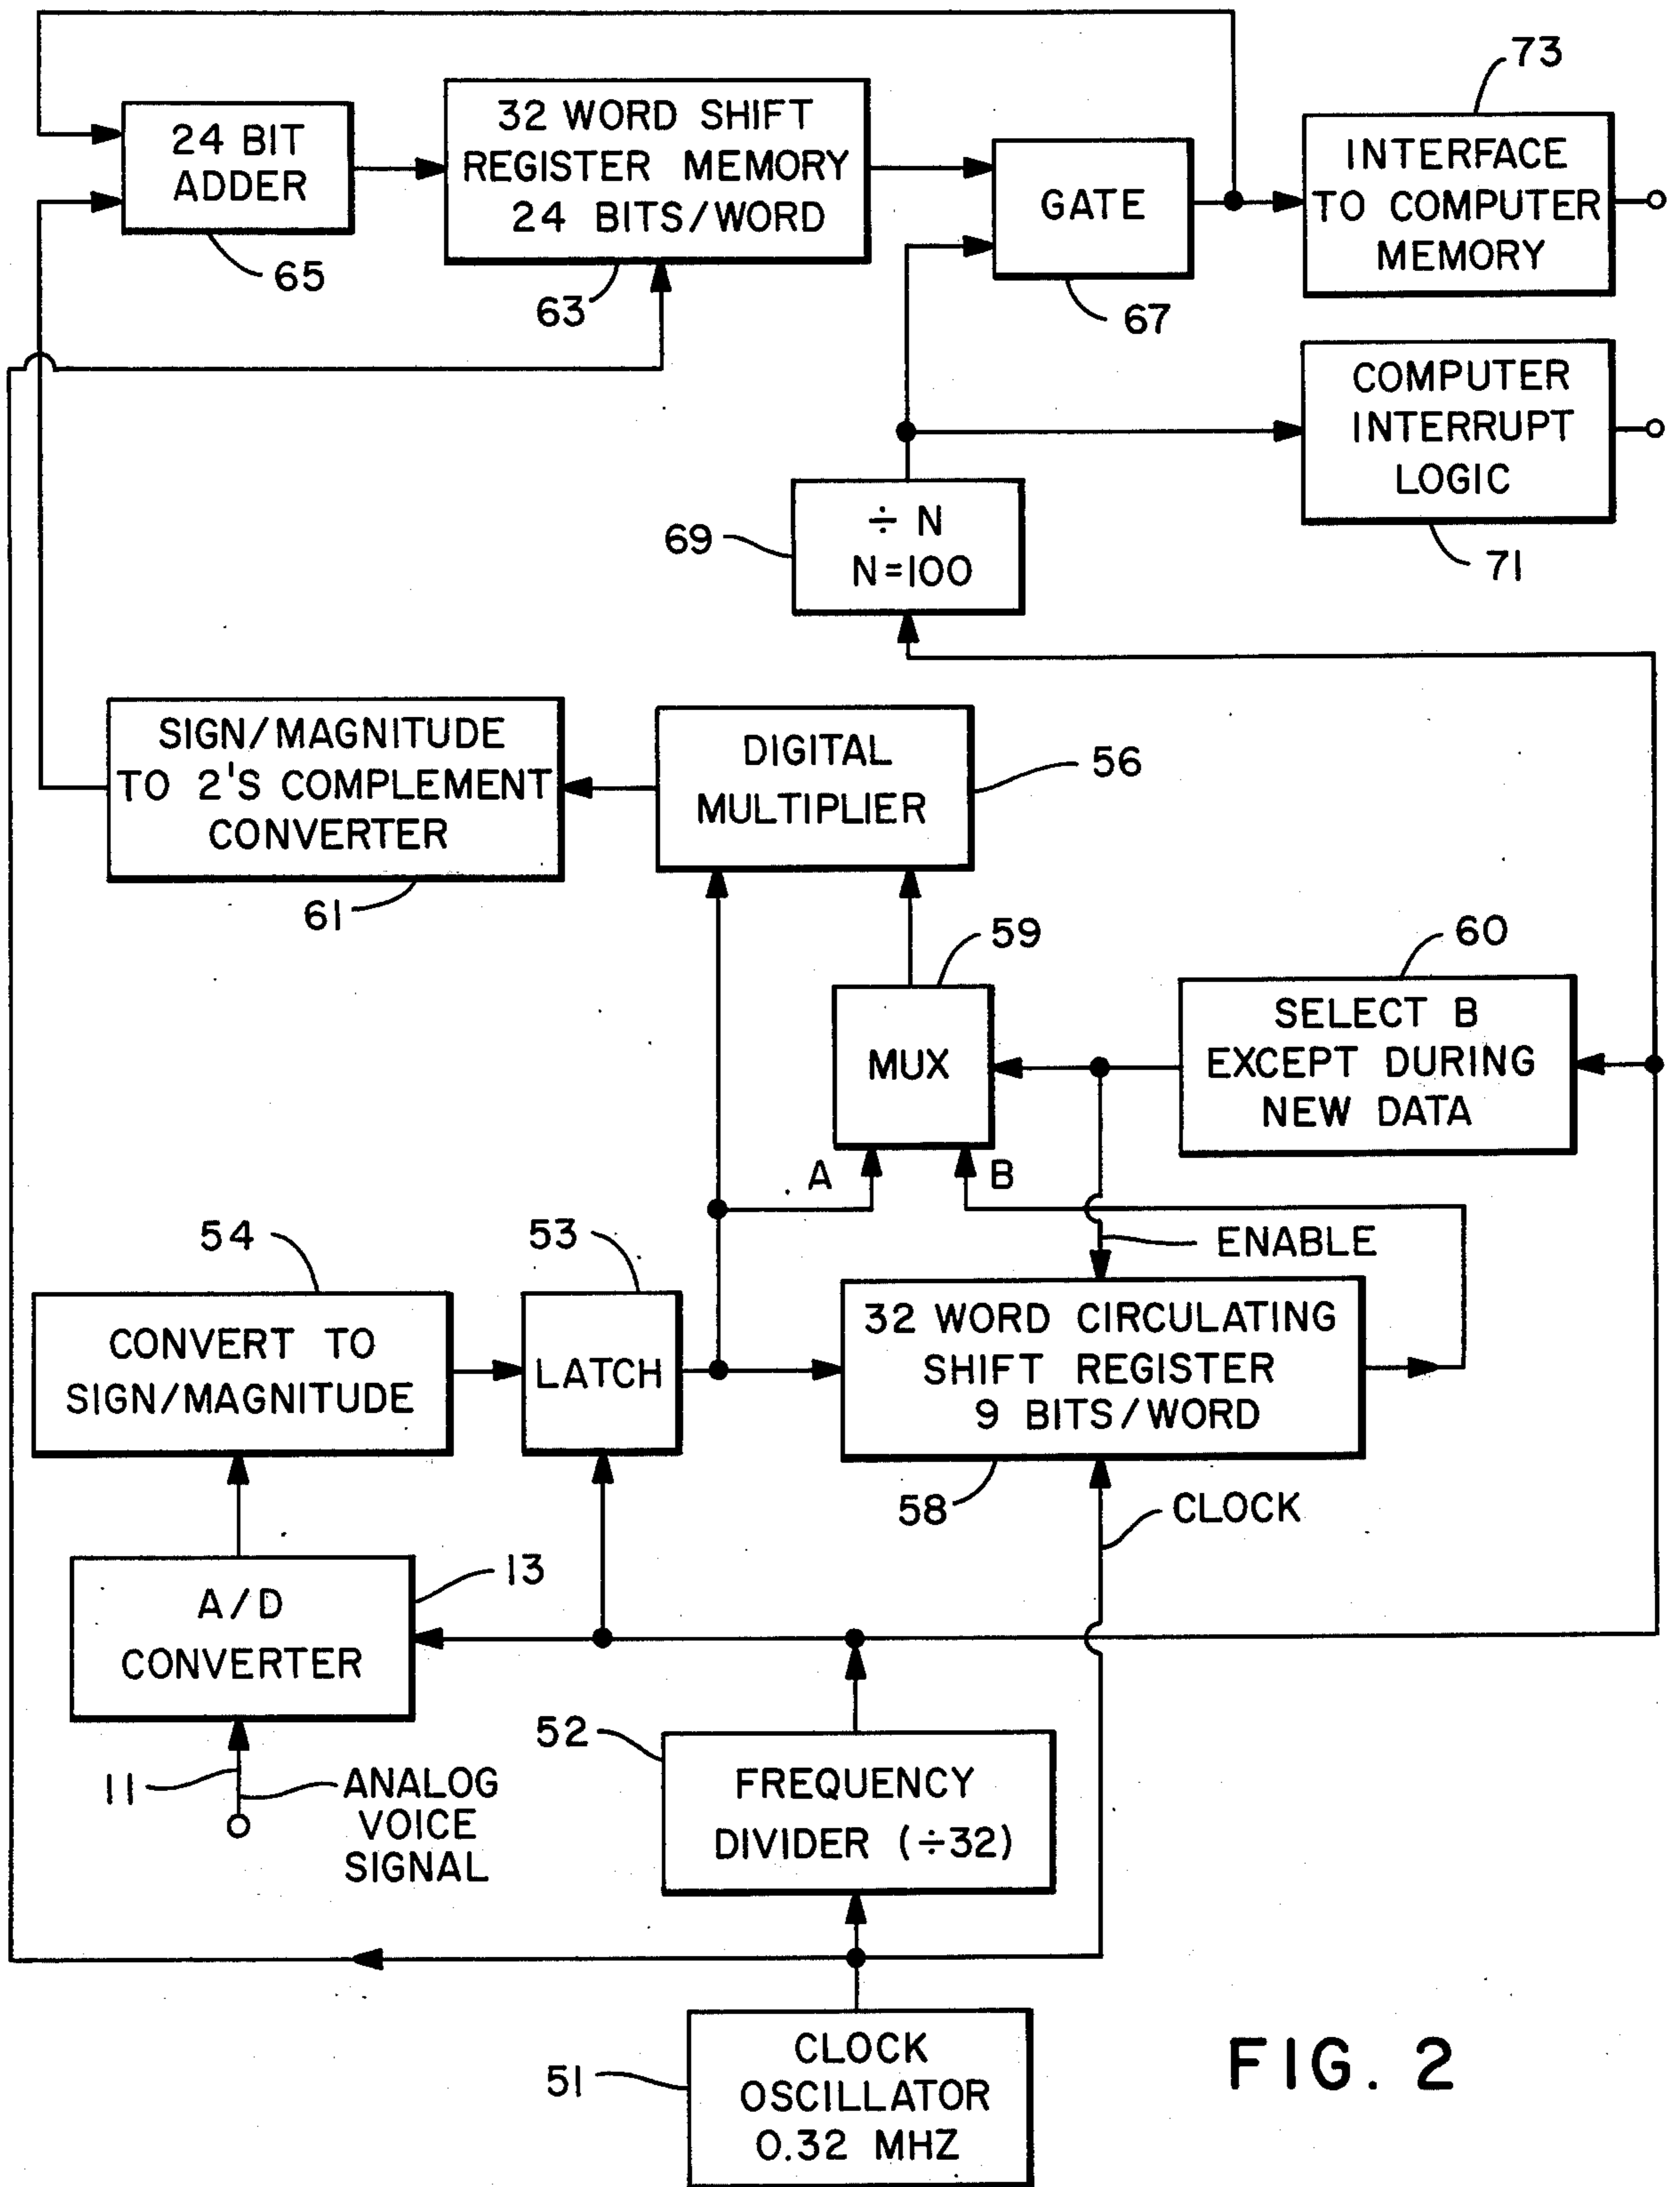 73
24 BIT
ADDER
65
32 WORD SHIFT
REGISTER MEMORY
24 BITS/WORD
63
GATE
67
INTERFACE
TO COMPUTER
MEMORY
COMPUTER
INTERRUPT
LOGIC
71
69
÷ N
N=100
SIGN/MAGNITUDE
TO 2'S COMPLEMENT
CONVERTER
61
DIGITAL
MULTIPLIER
56
59
MUX
A
B
60
SELECT B
EXCEPT DURING
NEW DATA
54
CONVERT TO
SIGN/MAGNITUDE
53
LATCH
ENABLE
32 WORD CIRCULATING
SHIFT REGISTER
9 BITS/WORD
58
CLOCK
13
A/D
CONVERTER
11
ANALOG
VOICE
SIGNAL
52
FREQUENCY
DIVIDER (÷32)
51
CLOCK
OSCILLATOR
0.32 MHZ
FIG. 2